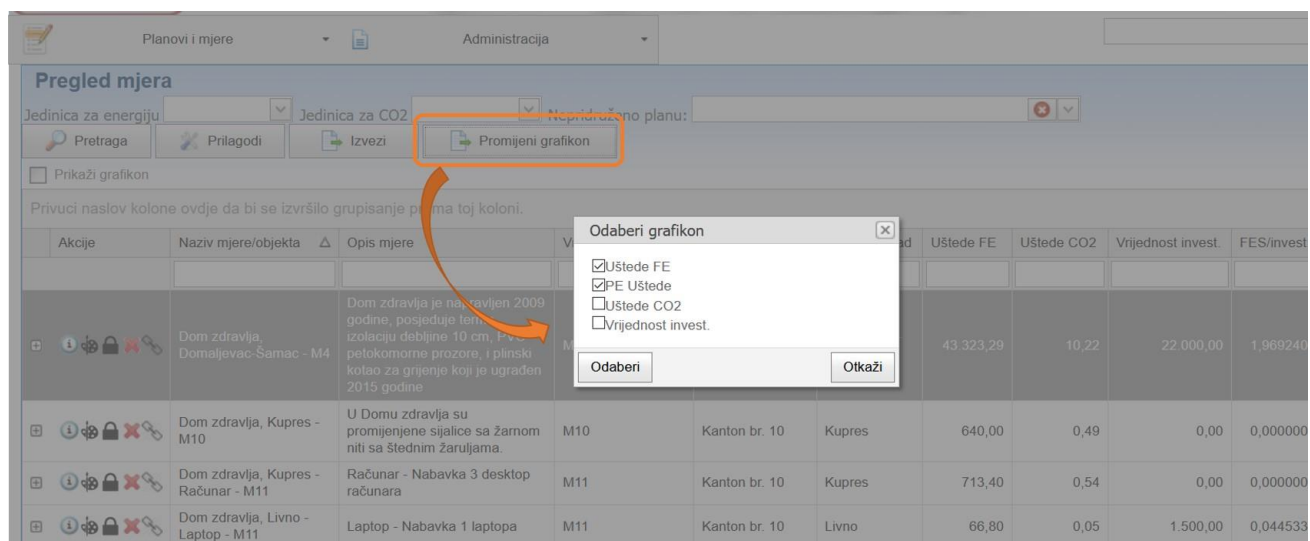 Planovi i mjere
Administracija
Pregled mjera
Jedinica za energiju
Jedinica za CO2
Nepridruženo planu:
Pretraga
Prilagodi
Izvezi
Promijeni grafikon
Prikaži grafikon
Privuci naslov kolone ovdje da bi se izvršilo grupisanje prema toj koloni.
Akcije
Naziv mjere/objekta
Opis mjere
Uštede FE
Uštede CO2
Vrijednost invest.
FES/invest
Odaberi grafikon
Uštede FE
PE Uštede
Uštede CO2
Vrijednost invest.
Odaberi
Otkaži
Dom zdravlja,
Domaljevac-Šamac - M4
Dom zdravlja je napravljen 2009
godine, posjeduje
izolaciju debljine 10 cm,
petokomorne prozore, i plinski
kotao za grijenje koji je ugrađen
2015 godine
43.323,29
10,22
22.000,00
1,969240
Dom zdravlja, Kupres -
M10
U Domu zdravlja su
promijenjene sijalice sa žarnom
niti sa štednim žaruljama.
M10
Kanton br. 10
Kupres
640,00
0,49
0,00
0,000000
Dom zdravlja, Kupres -
Računar - M11
Računar - Nabavka 3 desktop
računara
M11
Kanton br. 10
Kupres
713,40
0,54
0,00
0,000000
Dom zdravlja, Livno -
Laptop - M11
Laptop - Nabavka 1 laptopa
M11
Kanton br. 10
Livno
66,80
0,05
1.500,00
0,044533